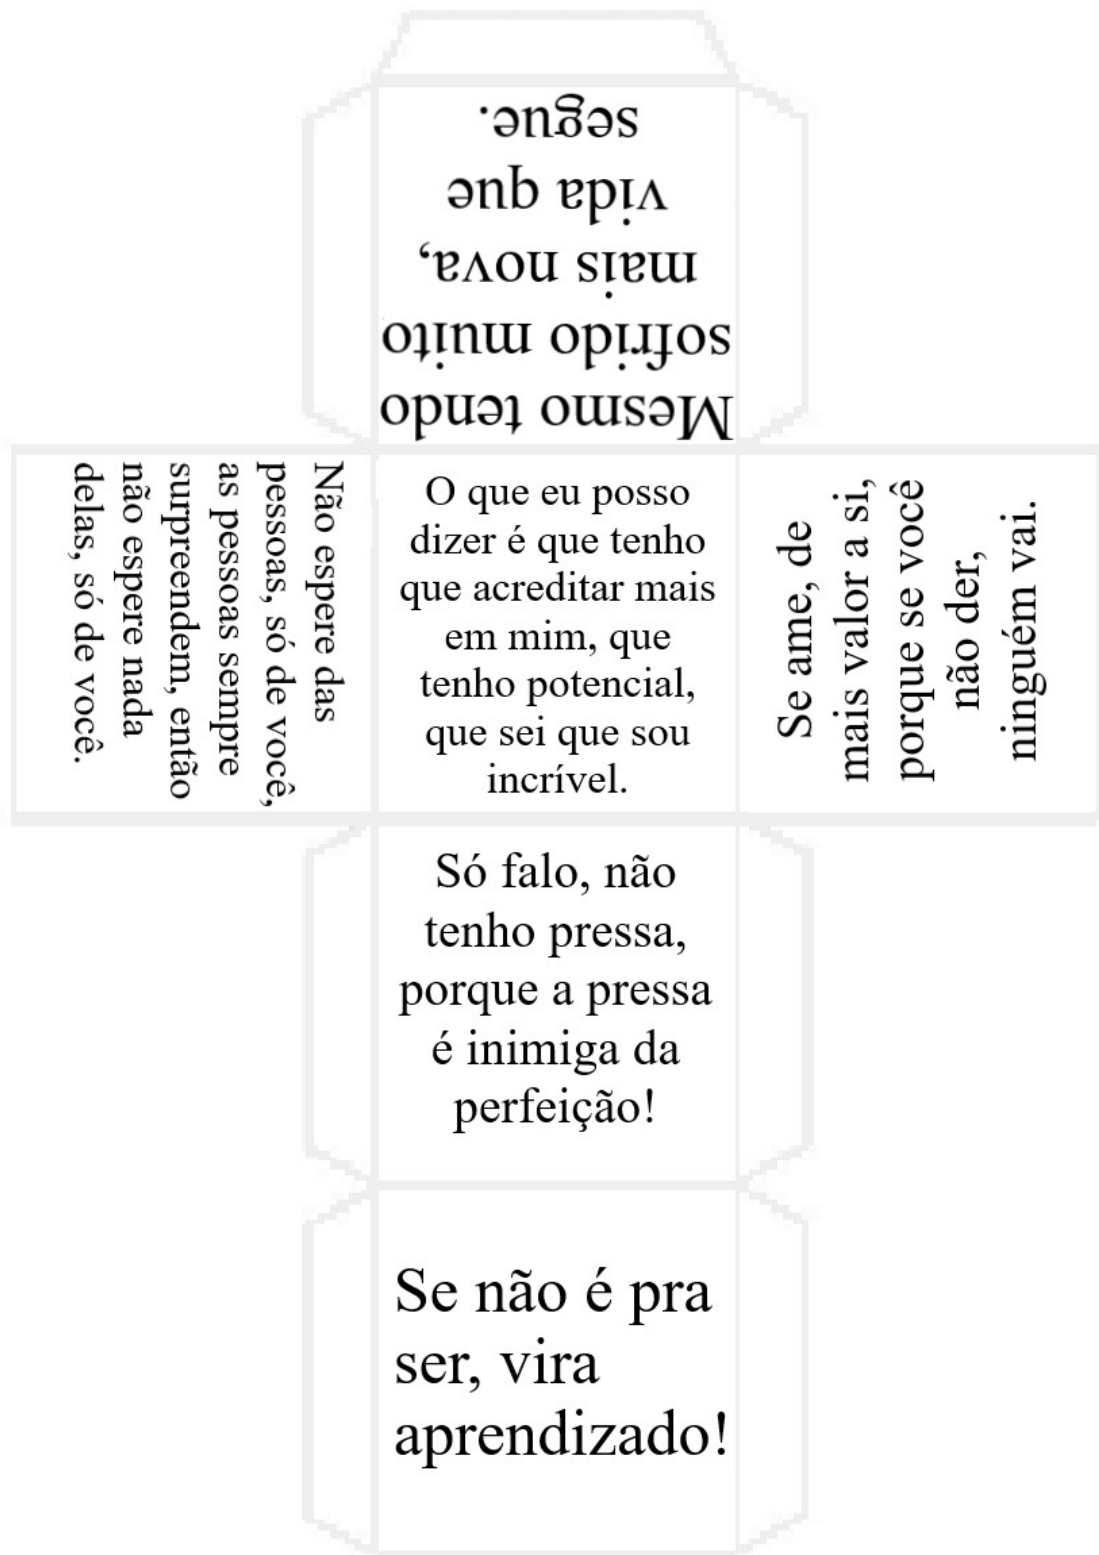 Mesmo tendo
sofrido muito
mais nova,
vida que
segue.
Não espere das
pessoas, só de você,
as pessoas sempre
surpreendem, então
não espere nada
delas, só de você.
O que eu posso
dizer é que tenho
que acreditar mais
em mim, que
tenho potencial,
que sei que sou
incrível.
Se ame, de
mais valor a si,
porque se você
não der,
ninguém vai.
Só falo, não
tenho pressa,
porque a pressa
é inimiga da
perfeição!
Se não é pra
ser, vira
aprendizado!